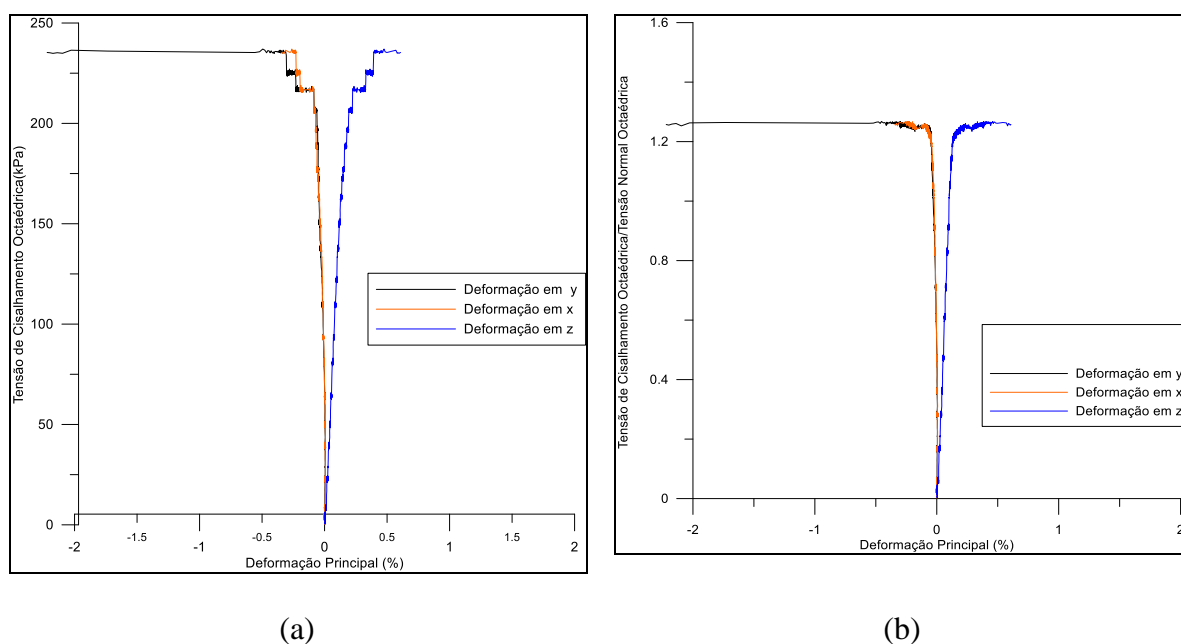 250
200
150
100
50
0
Tensão de Cisalhamento Octaédrica(kPa)
Deformação em y
Deformação em x
Deformação em z
-2 -1.5 -1 -0.5 0 0.5 1 1.5 2
Deformação Principal (%)
(a)
1.6
1.2
0.8
0.4
0
Tensão de Cisalhamento Octaédrica/Tensão Normal Octaédrica
Deformação em y
Deformação em x
Deformação em z
-2 -1 0 1 2
Deformação Principal (%)
(b)